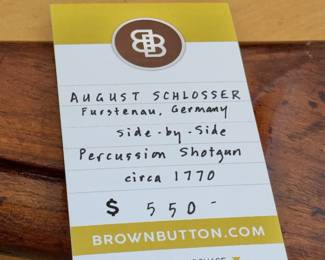 BB
AUGUST SCHLOSSER
Furstenau, Germany
Side-by-Side
Percussion Shotgun
circa 1770
$ 550-
BROWNBUTTON.COM